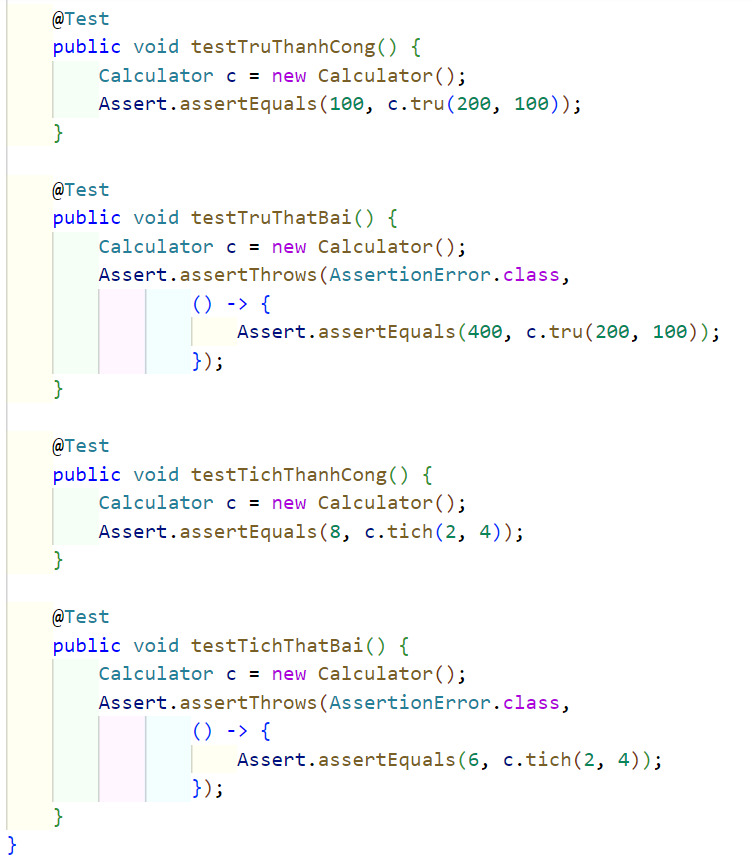 @Test
public void testTruThanhCong() {
Calculator c = new Calculator();
Assert.assertEquals(100, c.tru(200, 100));
}
@Test
public void testTruThatBai() {
Calculator c = new Calculator();
Assert.assertThrows(AssertionError.class,
() -> {
Assert.assertEquals(400, c.tru(200, 100));
});
}
@Test
public void testTichThanhCong() {
Calculator c = new Calculator();
Assert.assertEquals(8, c.tich(2, 4));
}
@Test
public void testTichThatBai() {
Calculator c = new Calculator();
Assert.assertThrows(AssertionError.class,
() -> {
Assert.assertEquals(6, c.tich(2, 4));
});
}
}